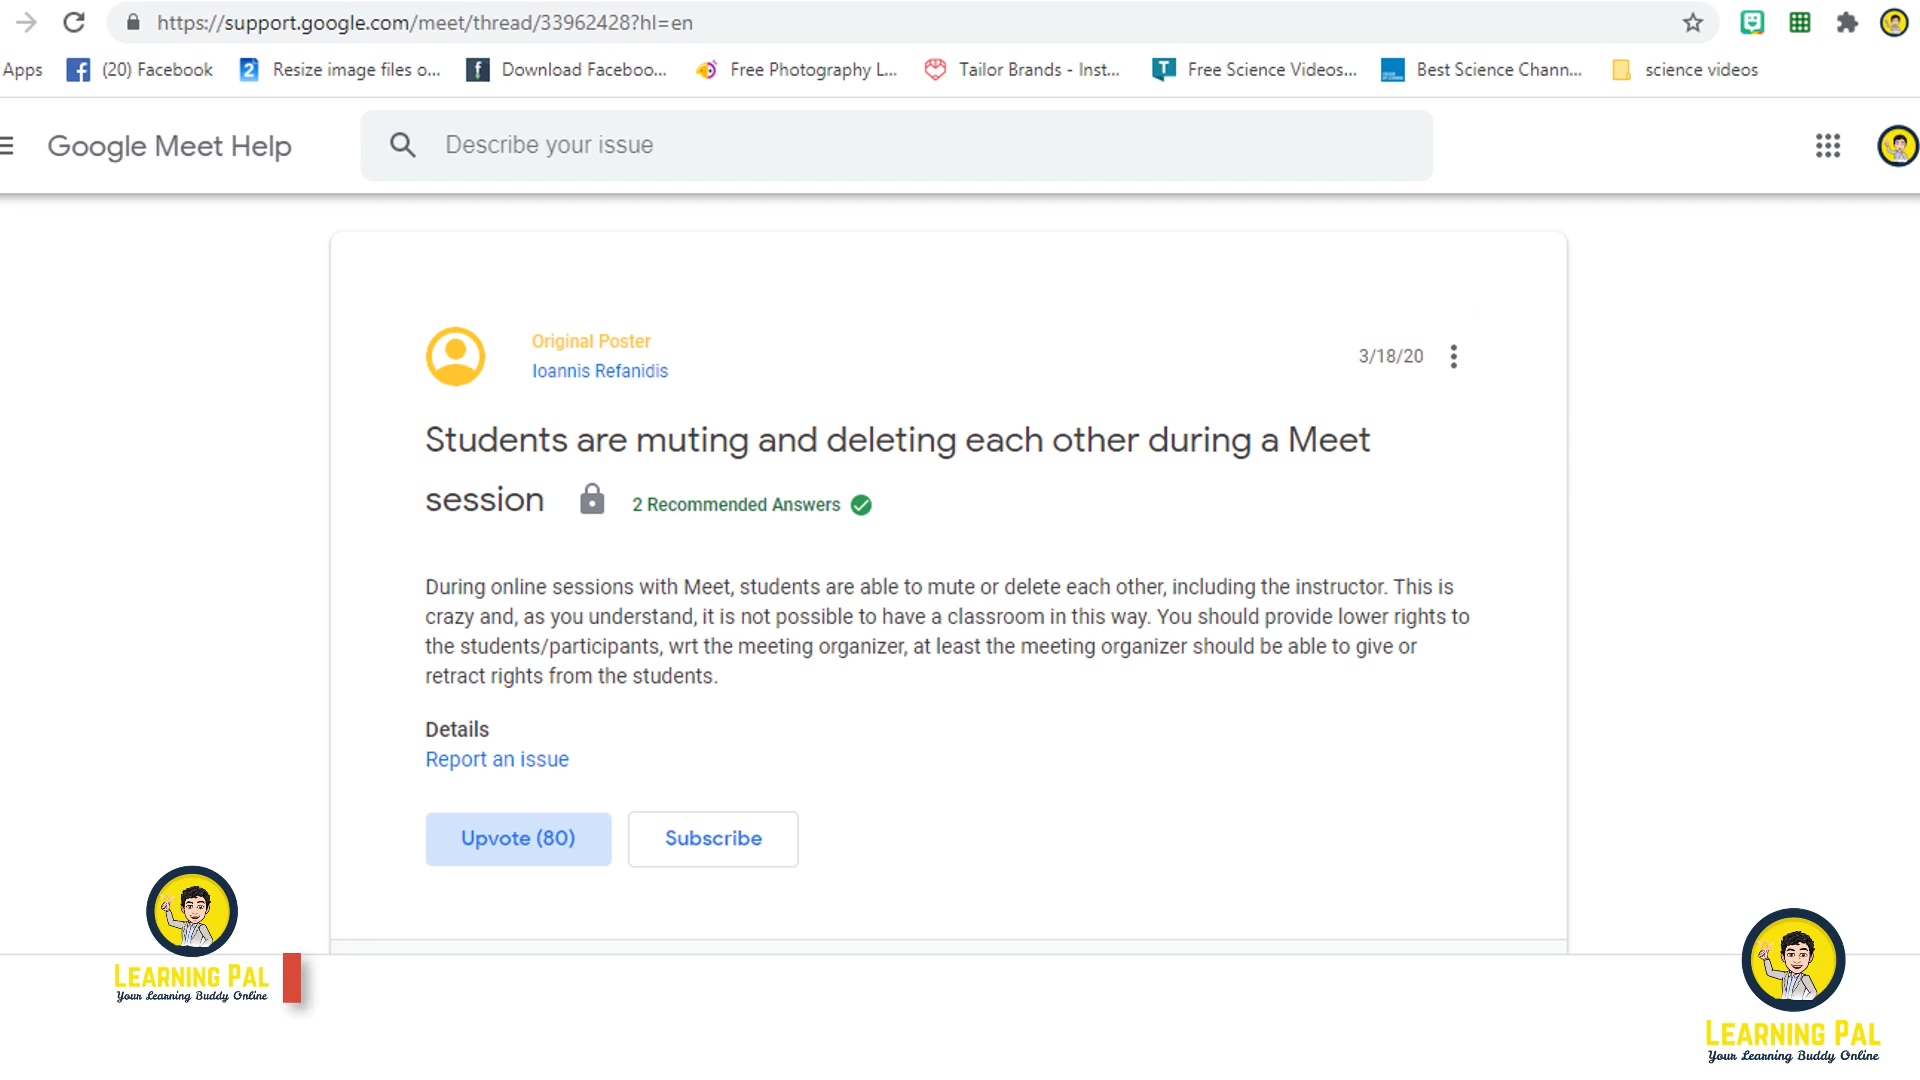 https://support.google.com/meet/thread/33962428?hl=en
Apps (20) Facebook 2 Resize image files o... f Download Faceboo... Free Photography L... Tailor Brands - Inst... T Free Science Videos... Best Science Chann... science videos
Google Meet Help Describe your issue
Original Poster
Ioannis Refanidis
3/18/20
Students are muting and deleting each other during a Meet
session 2 Recommended Answers
During online sessions with Meet, students are able to mute or delete each other, including the instructor. This is
crazy and, as you understand, it is not possible to have a classroom in this way. You should provide lower rights to
the students/participants, wrt the meeting organizer, at least the meeting organizer should be able to give or
retract rights from the students.
Details
Report an issue
Upvote (80) Subscribe
LEARNING PAL
Your Learning Buddy Online
LEARNING PAL
Your Learning Buddy Online